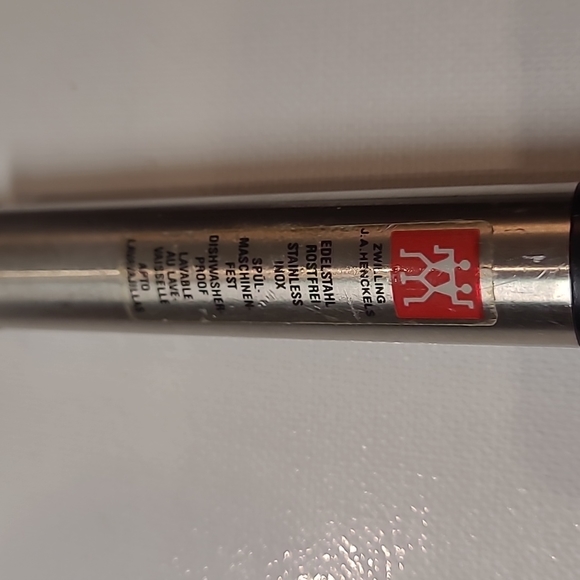 ZWILLING
J.A.HENCKELS
EDELSTAHL
ROSTFREI
STAINLESS
INOX
SPÜL-
MASCHINEN
FEST
DISHWASHER
PROOF
LAVABLE
AU LAVE-
VAISSELLE
APTO
LAVAVAJILLAS